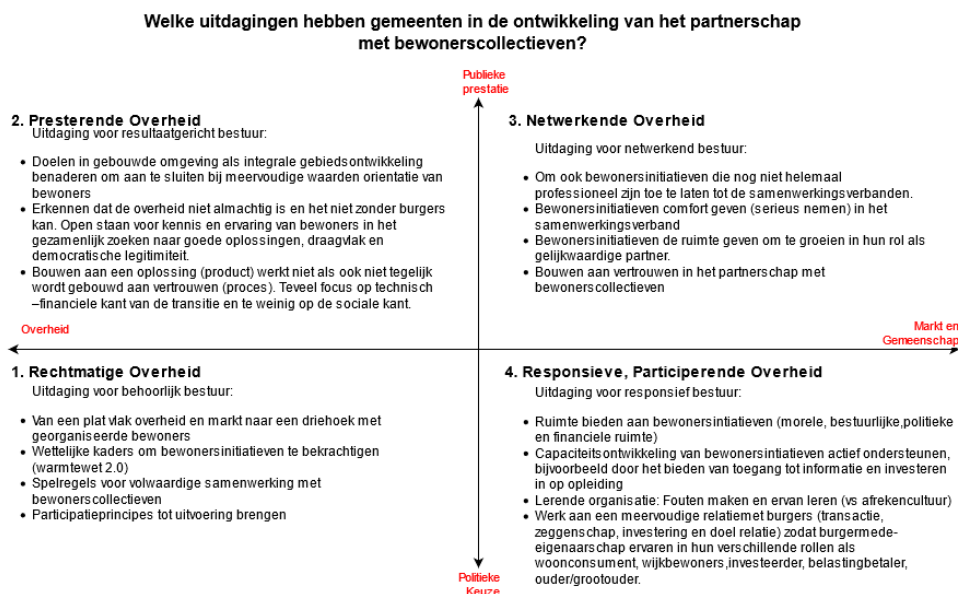 Welke uitdagingen hebben gemeenten in de ontwikkeling van het partnerschap
met bewonerscollectieven?
Publieke
prestatie
2. Presterende Overheid
Uitdaging voor resultaatgericht bestuur:
• Doelen in gebouwde omgeving als integrale gebiedsontwikkeling
benaderen om aan te sluiten bij meervoudige waarden orientatie van
bewoners
• Erkennen dat de overheid niet almachtig is en het niet zonder burgers
kan. Open staan voor kennis en ervaring van bewoners in het
gezamenlijk zoeken naar goede oplossingen, draagvlak en
democratische legitimiteit.
• Bouwen aan een oplossing (product) werkt niet als ook niet tegelijk
wordt gebouwd aan vertrouwen (proces). Teveel focus op technisch
–financiele kant van de transitie en te weinig op de sociale kant.
3. Netwerkende Overheid
Uitdaging voor netwerkend bestuur:
• Om ook bewonersinitiatieven die nog niet helemaal
professioneel zijn toe te laten tot de samenwerkingsverbanden.
• Bewonersinitiatieven comfort geven (serieus nemen) in het
samenwerkingsverband
• Bewonersinitiatieven de ruimte geven om te groeien in hun rol als
gelijkwaardige partner.
• Bouwen aan vertrouwen in het partnerschap met
bewonerscollectieven
Overheid
Markt en
Gemeenschap
1. Rechtmatige Overheid
Uitdaging voor behoorlijk bestuur:
• Van een plat vlak overheid en markt naar een driehoek met
georganiseerde bewoners
• Wettelijke kaders om bewonersinitiatieven te bekrachtigen
(warmtewet 2.0)
• Spelregels voor volwaardige samenwerking met
bewonerscollectieven
• Participatieprincipes tot uitvoering brengen
4. Responsieve, Participerende Overheid
Uitdaging voor responsief bestuur:
• Ruimte bieden aan bewonersintiatieven (morele, bestuurlijke,politieke
en financiele ruimte)
• Capaciteitsontwikkeling van bewonersintiatieven actief ondersteunen,
bijvoorbeeld door het bieden van toegang tot informatie en investeren
in op opleiding
• Lerende organisatie: Fouten maken en ervan leren (vs afrekencultuur)
• Werk aan een meervoudige relatiemet burgers (transactie,
zeggenschap, investering en doel relatie) zodat burgermede-
eigenaarschap ervaren in hun verschillende rollen als
woonconsument, wijkbewoners,investeerder, belastingbetaler,
ouder/grootouder.
Politieke
Keuze